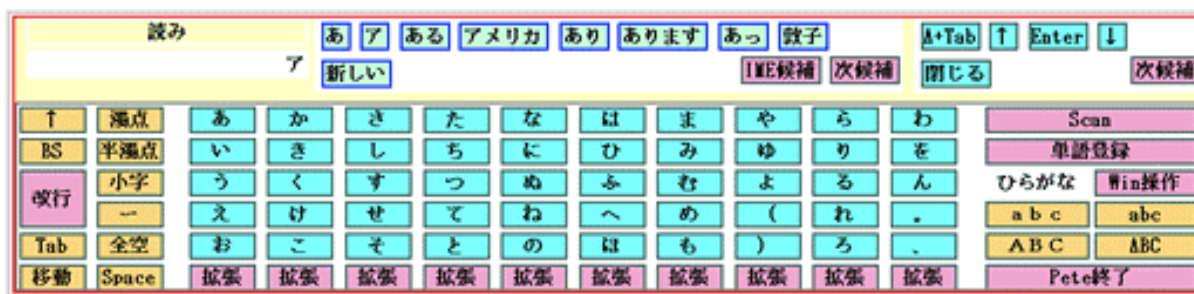 読み あ ア ある アメリカ あり あります あっ 敦子 A+Tab ↑ Enter ↓
ア 新しい IME候補 次候補 閉じる 次候補
↑ 濁点 あ か さ た な は ま や ら わ Scan
BS 半濁点 い き し ち に ひ み ゆ り を 単語登録
改行 小字 う く す つ ぬ ふ む よ る ん ひらがな Win操作
ー え け せ て ね へ め ( れ 。 a b c abc
Tab 全空 お こ そ と の ほ も ) ろ 、 A B C ABC
移動 Space 拡張 拡張 拡張 拡張 拡張 拡張 拡張 拡張 拡張 拡張 Pete終了